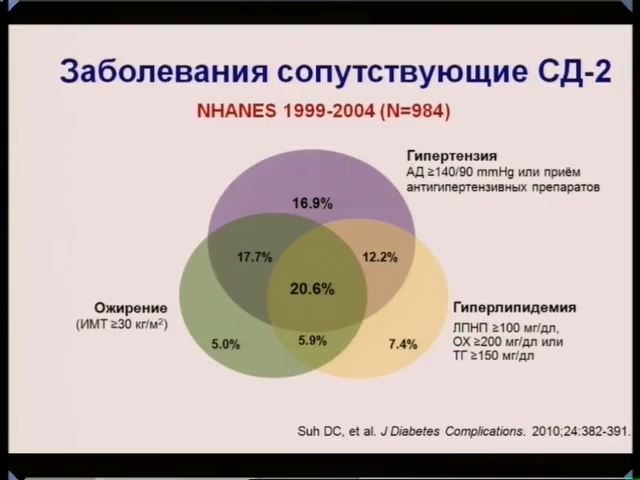 Заболевания сопутствующие СД-2
NHANES 1999-2004 (N=984)
Гипертензия
АД ≥140/90 mmHg или приём
антигипертензивных препаратов
16.9%
17.7%
12.2%
20.6%
Ожирение
(ИМТ ≥30 кг/м²)
Гиперлипидемия
ЛПНП ≥100 мг/дл,
ОХ ≥200 мг/дл или
ТГ ≥150 мг/дл
5.0%
5.9%
7.4%
Suh DC, et al. J Diabetes Complications. 2010;24:382-391.